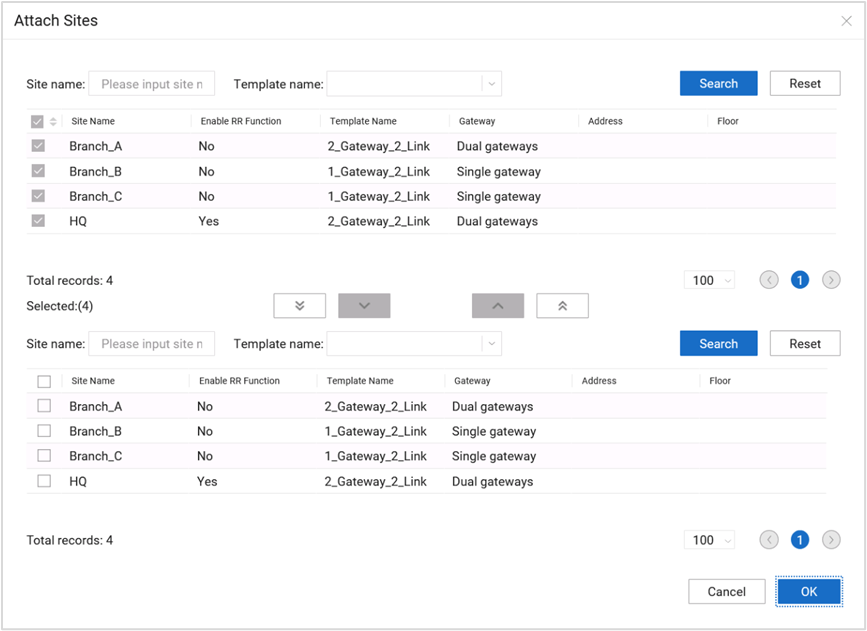 Attach Sites
Site name: Please input site n Template name: Search Reset
Site Name Enable RR Function Template Name Gateway Address Floor
Branch_A No 2_Gateway_2_Link Dual gateways
Branch_B No 1_Gateway_2_Link Single gateway
Branch_C No 1_Gateway_2_Link Single gateway
HQ Yes 2_Gateway_2_Link Dual gateways
Total records: 4 100 1
Selected:(4)
Site name: Please input site n Template name: Search Reset
Site Name Enable RR Function Template Name Gateway Address Floor
Branch_A No 2_Gateway_2_Link Dual gateways
Branch_B No 1_Gateway_2_Link Single gateway
Branch_C No 1_Gateway_2_Link Single gateway
HQ Yes 2_Gateway_2_Link Dual gateways
Total records: 4 100 1
Cancel OK